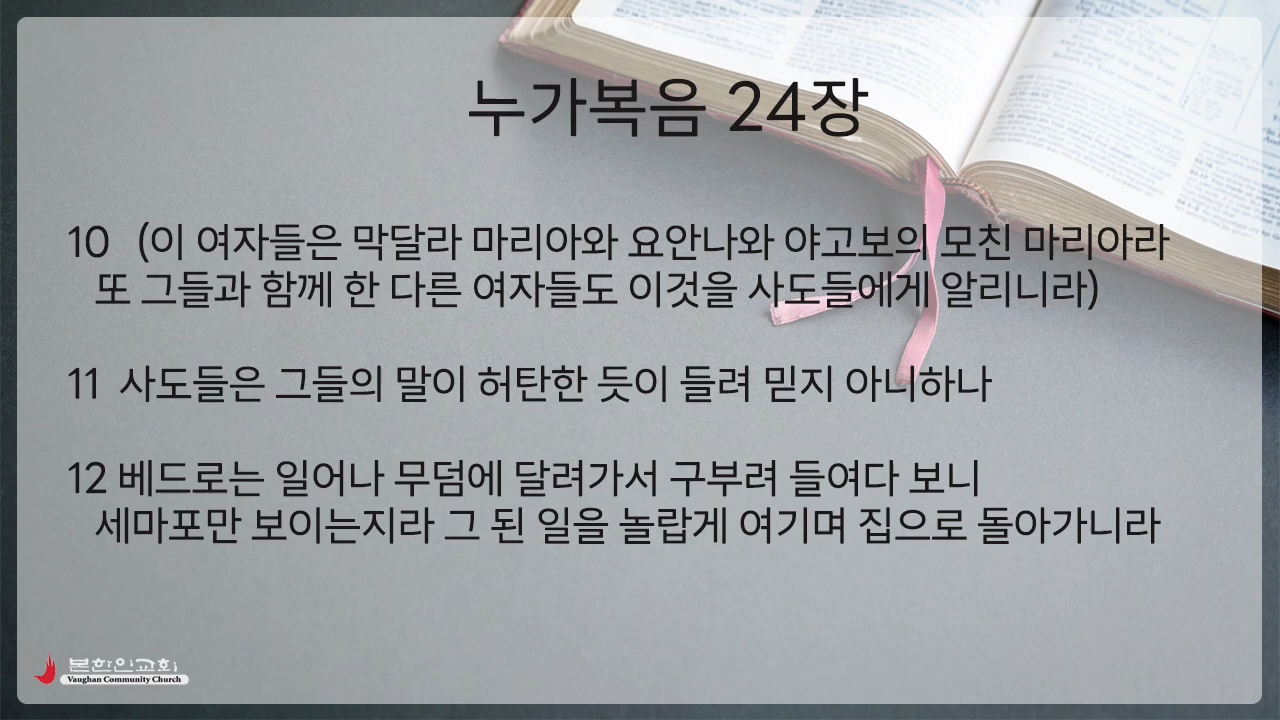 누가복음 24장
10 (이 여자들은 막달라 마리아와 요안나와 야고보의 모친 마리아라
또 그들과 함께 한 다른 여자들도 이것을 사도들에게 알리니라)
11 사도들은 그들의 말이 허탄한 듯이 들려 믿지 아니하나
12 베드로는 일어나 무덤에 달려가서 구부려 들여다 보니
세마포만 보이는지라 그 된 일을 놀랍게 여기며 집으로 돌아가니라
본한인교회
Vaughan Community Church